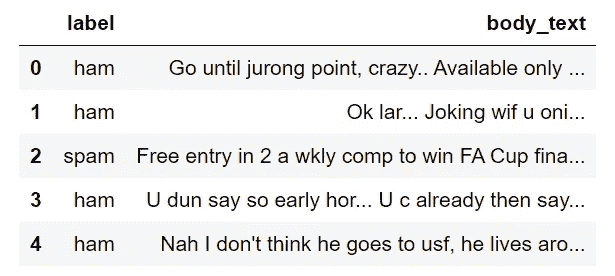 label body_text
0 ham Go until jurong point, crazy.. Available only ...
1 ham Ok lar... Joking wif u oni...
2 spam Free entry in 2 a wkly comp to win FA Cup fina...
3 ham U dun say so early hor... U c already then say...
4 ham Nah I don't think he goes to usf, he lives aro...